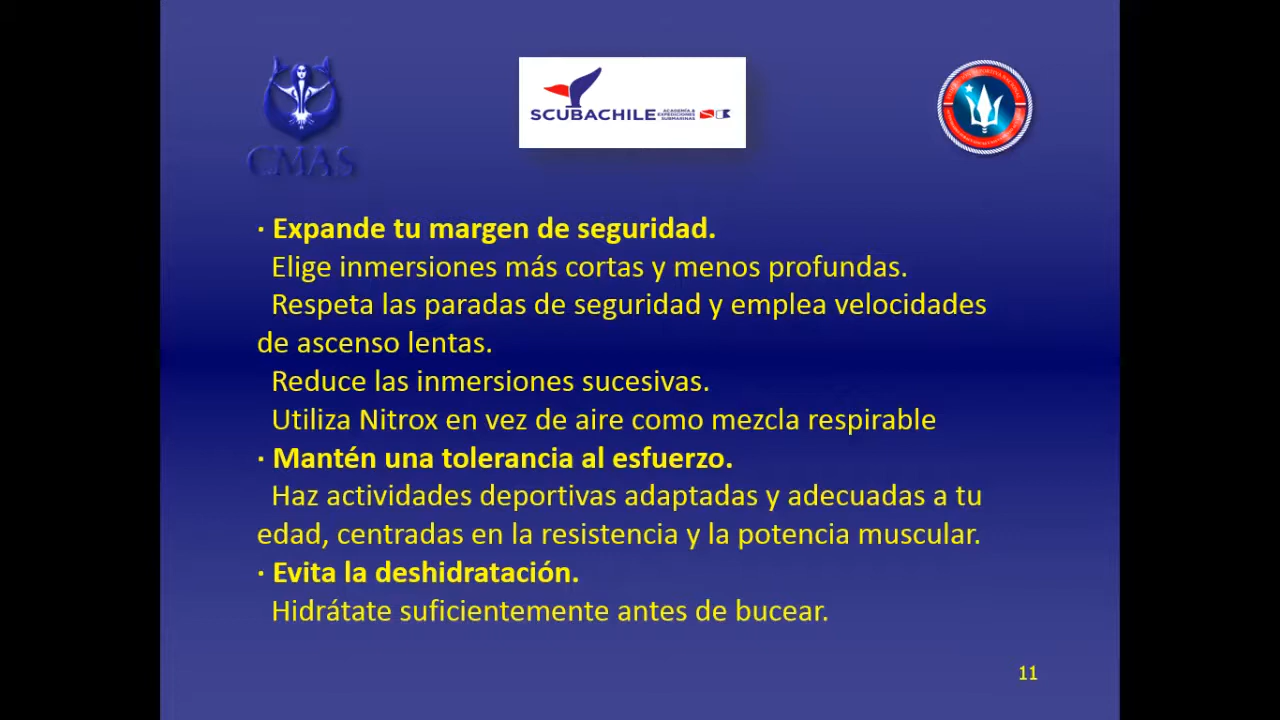 CMAS
SCUBACHILE
ACADEMIA &
EXPEDICIONES
SUBMARINAS
· Expande tu margen de seguridad.
Elige inmersiones más cortas y menos profundas.
Respeta las paradas de seguridad y emplea velocidades
de ascenso lentas.
Reduce las inmersiones sucesivas.
Utiliza Nitrox en vez de aire como mezcla respirable
· Mantén una tolerancia al esfuerzo.
Haz actividades deportivas adaptadas y adecuadas a tu
edad, centradas en la resistencia y la potencia muscular.
· Evita la deshidratación.
Hidrátate suficientemente antes de bucear.
11